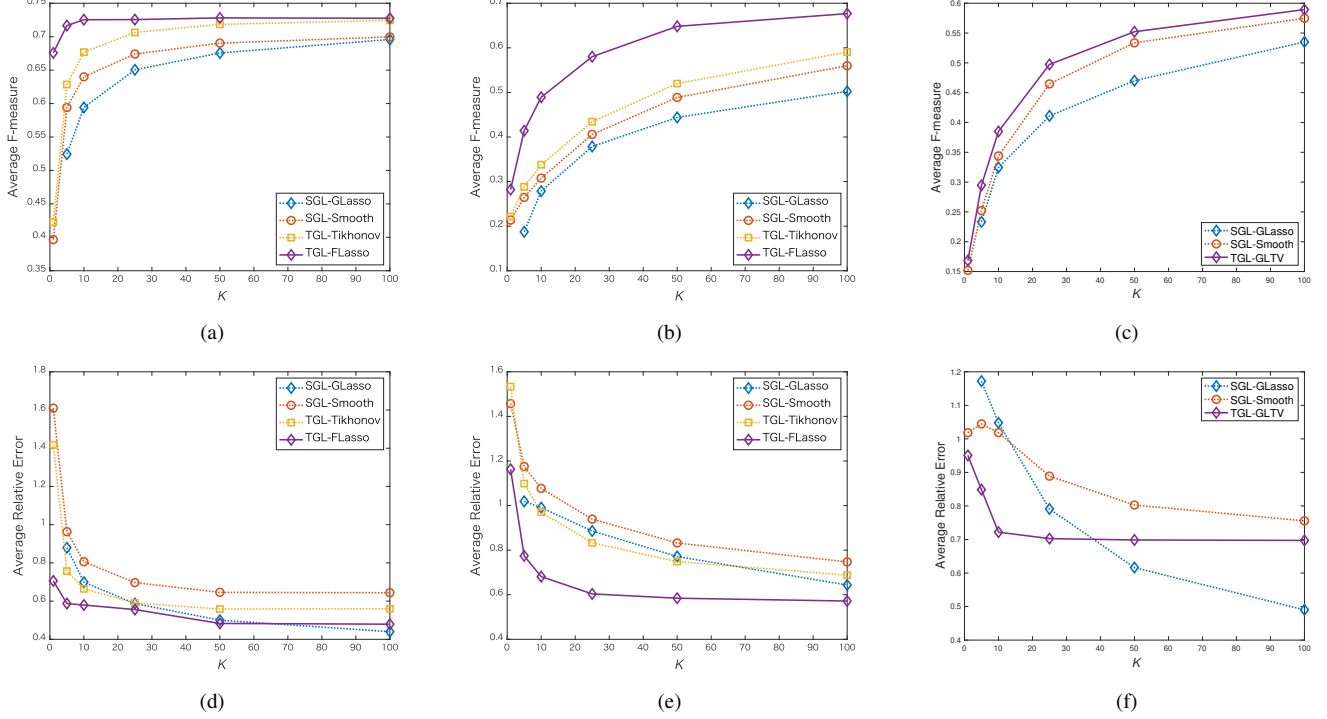 0.75
0.7
0.65
0.6
0.55
0.5
0.45
0.4
0.35
Average F-measure
0 10 20 30 40 50 60 70 80 90 100
K
SGL-GLasso
SGL-Smooth
TGL-Tikhonov
TGL-FLasso
(a)
0.7
0.6
0.5
0.4
0.3
0.2
0.1
Average F-measure
0 10 20 30 40 50 60 70 80 90 100
K
SGL-GLasso
SGL-Smooth
TGL-Tikhonov
TGL-FLasso
(b)
0.6
0.55
0.5
0.45
0.4
0.35
0.3
0.25
0.2
0.15
Average F-measure
0 10 20 30 40 50 60 70 80 90 100
K
SGL-GLasso
SGL-Smooth
TGL-GLTV
(c)
1.8
1.6
1.4
1.2
1
0.8
0.6
0.4
Average Relative Error
0 10 20 30 40 50 60 70 80 90 100
K
SGL-GLasso
SGL-Smooth
TGL-Tikhonov
TGL-FLasso
(d)
1.6
1.4
1.2
1
0.8
0.6
0.4
Average Relative Error
0 10 20 30 40 50 60 70 80 90 100
K
SGL-GLasso
SGL-Smooth
TGL-Tikhonov
TGL-FLasso
(e)
1.2
1.1
1
0.9
0.8
0.7
0.6
0.5
0.4
Average Relative Error
0 10 20 30 40 50 60 70 80 90 100
K
SGL-GLasso
SGL-Smooth
TGL-GLTV
(f)